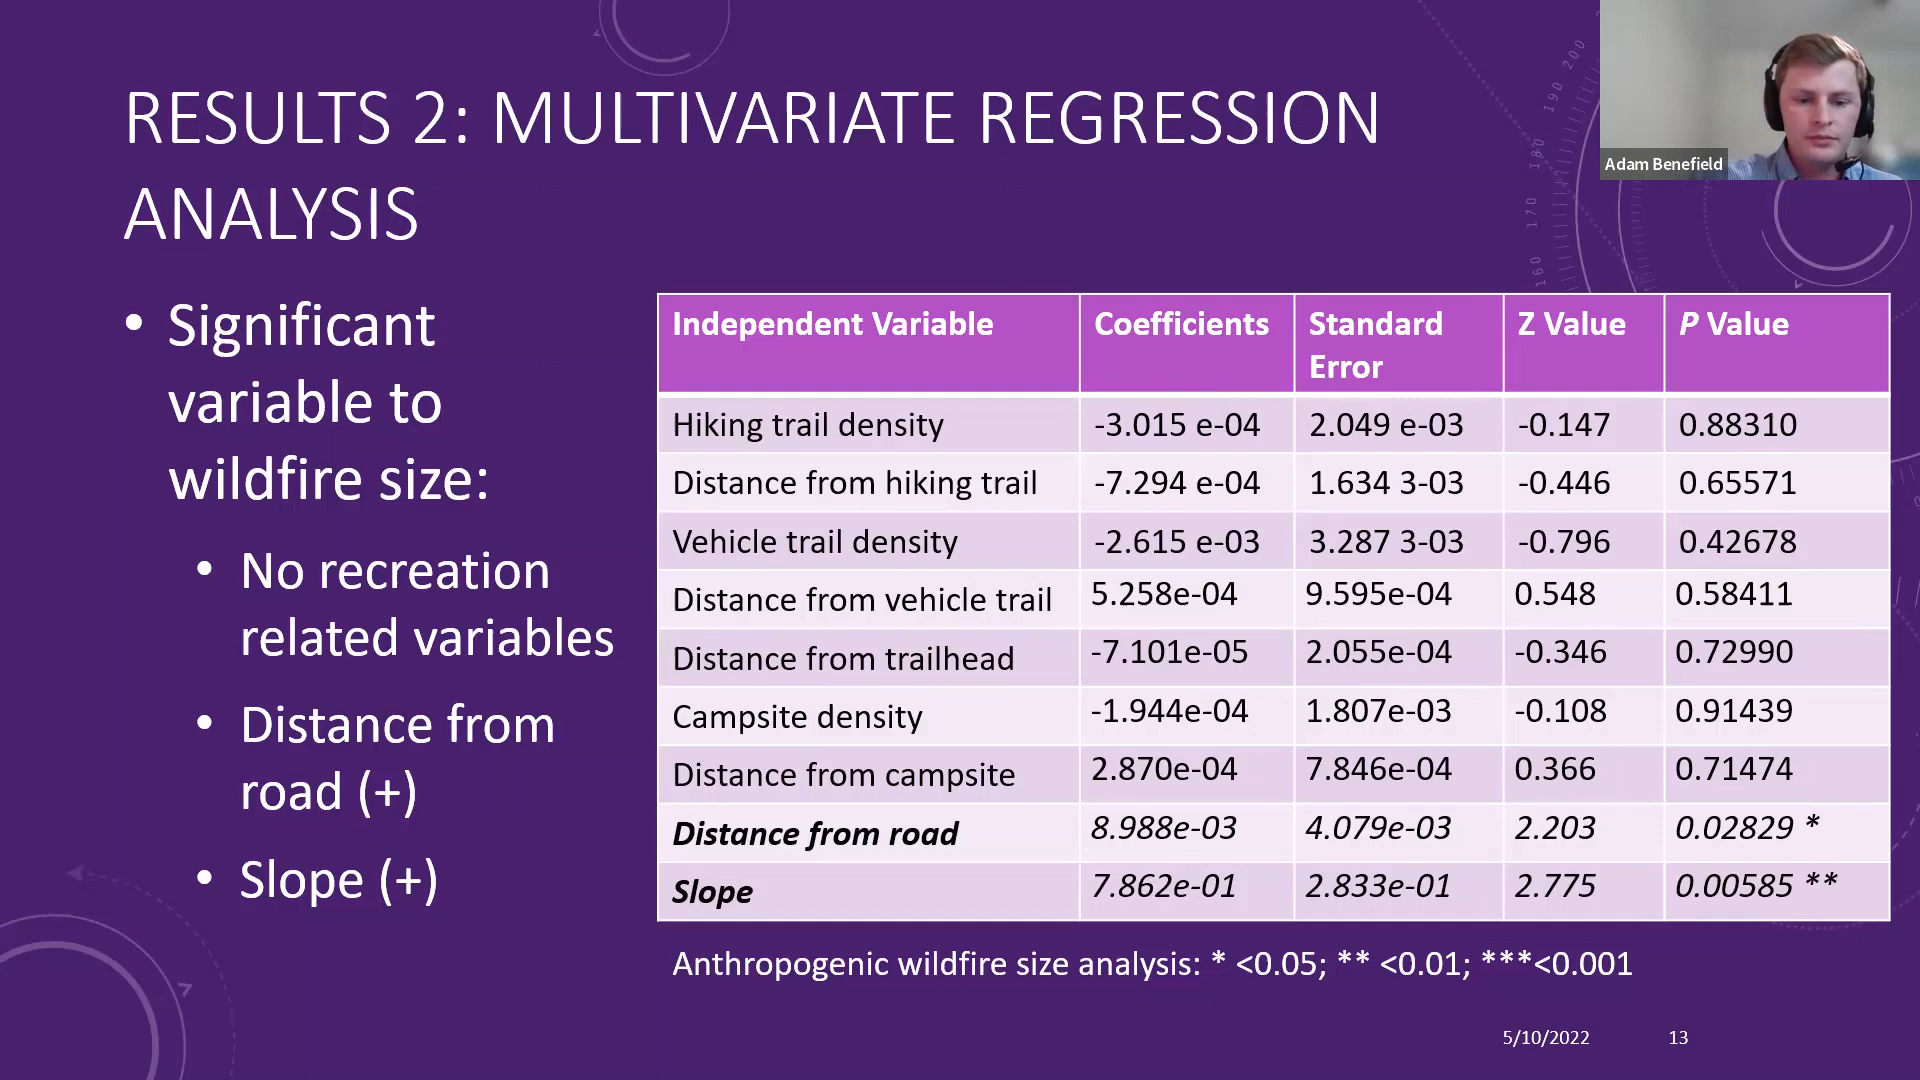 RESULTS 2: MULTIVARIATE REGRESSION
ANALYSIS
Adam Benefield
200
190
180
170
160
• Significant
variable to
wildfire size:
• No recreation
related variables
• Distance from
road (+)
• Slope (+)
Independent Variable Coefficients Standard Error Z Value P Value
Hiking trail density -3.015 e-04 2.049 e-03 -0.147 0.88310
Distance from hiking trail -7.294 e-04 1.634 3-03 -0.446 0.65571
Vehicle trail density -2.615 e-03 3.287 3-03 -0.796 0.42678
Distance from vehicle trail 5.258e-04 9.595e-04 0.548 0.58411
Distance from trailhead -7.101e-05 2.055e-04 -0.346 0.72990
Campsite density -1.944e-04 1.807e-03 -0.108 0.91439
Distance from campsite 2.870e-04 7.846e-04 0.366 0.71474
Distance from road 8.988e-03 4.079e-03 2.203 0.02829 *
Slope 7.862e-01 2.833e-01 2.775 0.00585 **
Anthropogenic wildfire size analysis: * <0.05; ** <0.01; ***<0.001
5/10/2022 13